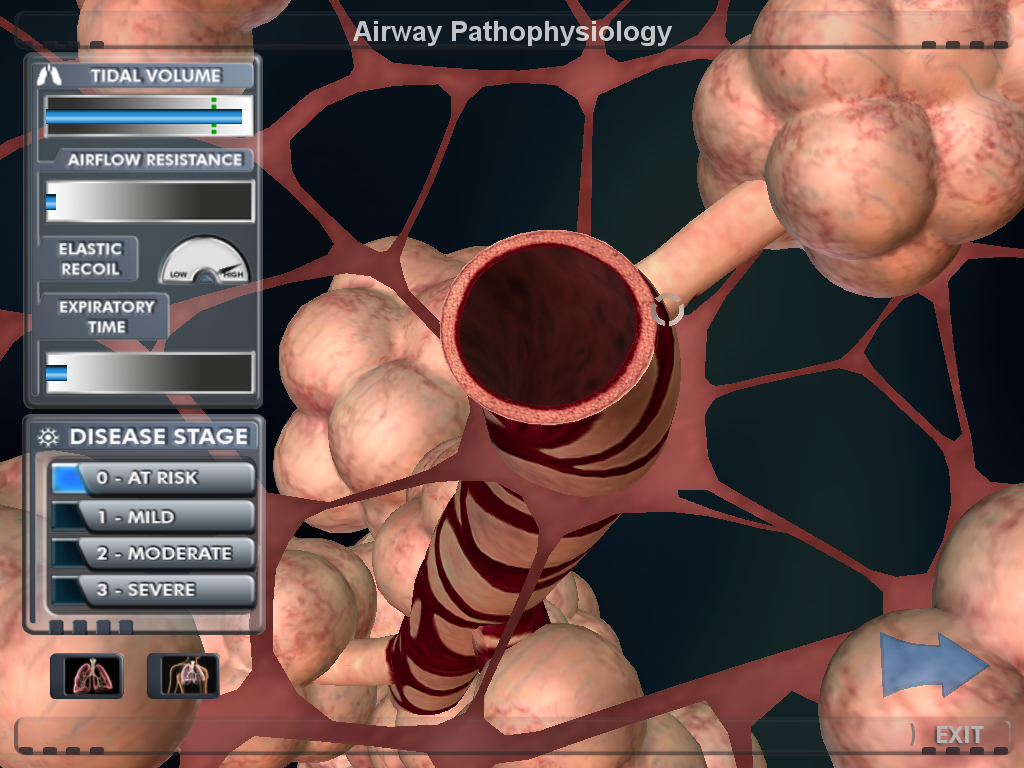 Airway Pathophysiology
TIDAL VOLUME
AIRFLOW RESISTANCE
ELASTIC
RECOIL
LOW HIGH
EXPIRATORY
TIME
DISEASE STAGE
0 - AT RISK
1 - MILD
2 - MODERATE
3 - SEVERE
EXIT